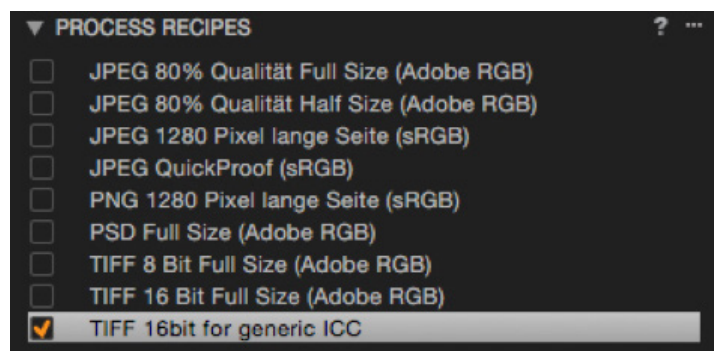 PROCESS RECIPES ? ...
JPEG 80% Qualität Full Size (Adobe RGB)
JPEG 80% Qualität Half Size (Adobe RGB)
JPEG 1280 Pixel lange Seite (sRGB)
JPEG QuickProof (sRGB)
PNG 1280 Pixel lange Seite (sRGB)
PSD Full Size (Adobe RGB)
TIFF 8 Bit Full Size (Adobe RGB)
TIFF 16 Bit Full Size (Adobe RGB)
TIFF 16bit for generic ICC